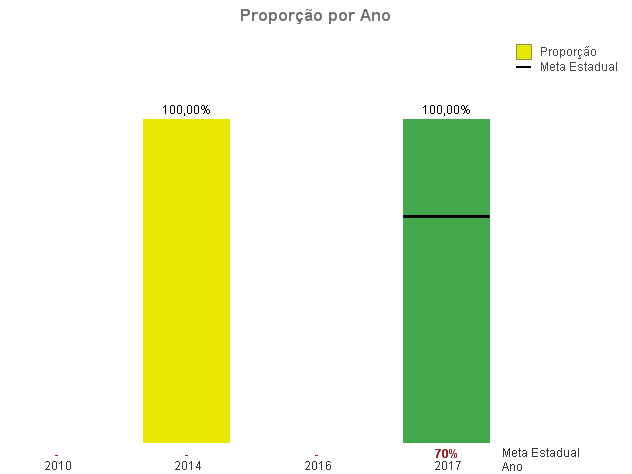 Proporção por Ano
Proporção
Meta Estadual
100,00%
100,00%
- - - 70% Meta Estadual
2010 2014 2016 2017 Ano